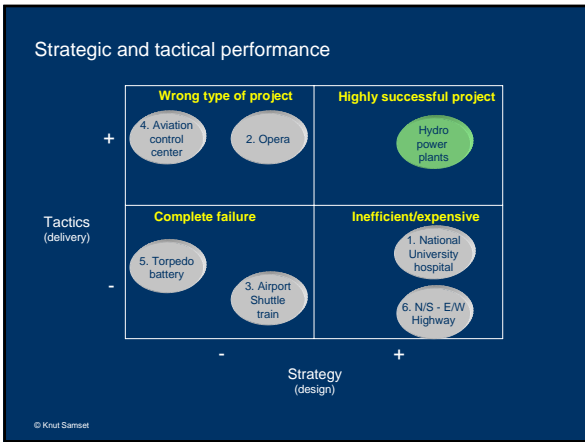 Strategic and tactical performance
Wrong type of project
Highly successful project
4. Aviation
control
center
2. Opera
Hydro
power
plants
+
Tactics
(delivery)
Complete failure
Inefficient/expensive
5. Torpedo
battery
3. Airport
Shuttle
train
1. National
University
hospital
6. N/S - E/W
Highway
-
-
+
Strategy
(design)
© Knut Samset